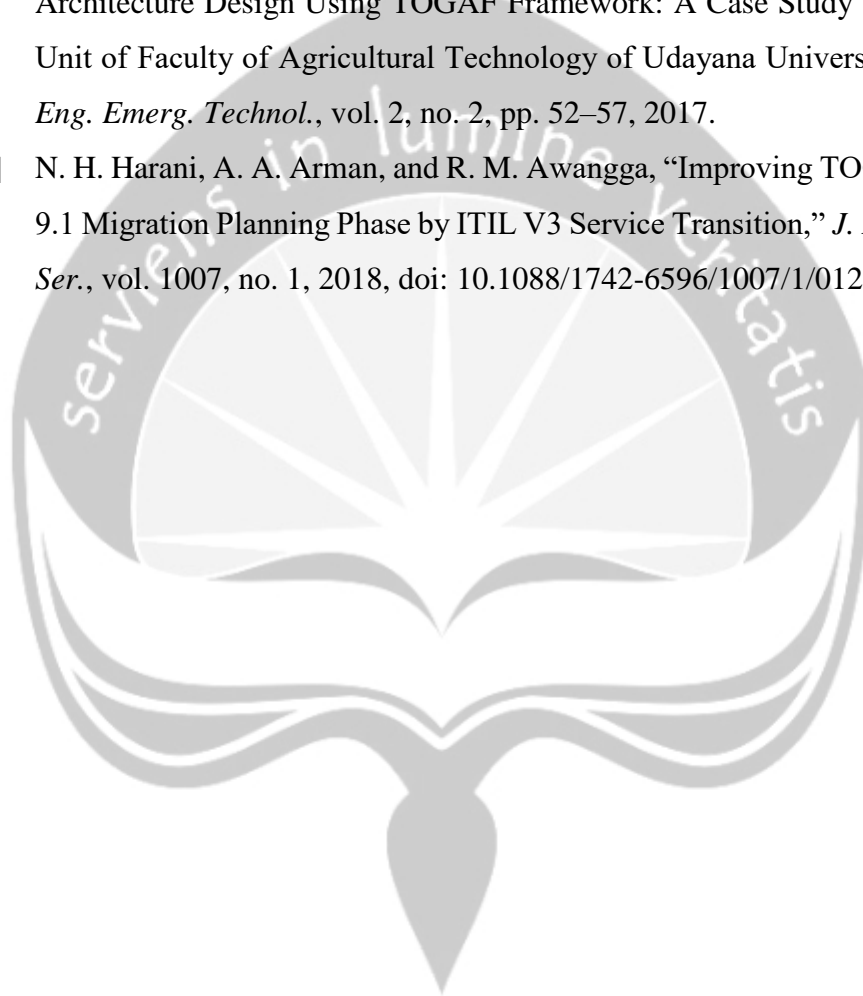 Architecture Design Using TOGAF Framework: A Case Study
Unit of Faculty of Agricultural Technology of Udayana Univers
Eng. Emerg. Technol., vol. 2, no. 2, pp. 52–57, 2017.
N. H. Harani, A. A. Arman, and R. M. Awangga, “Improving TO
9.1 Migration Planning Phase by ITIL V3 Service Transition,” J.
Ser., vol. 1007, no. 1, 2018, doi: 10.1088/1742-6596/1007/1/012
serviens in lumine veritatis